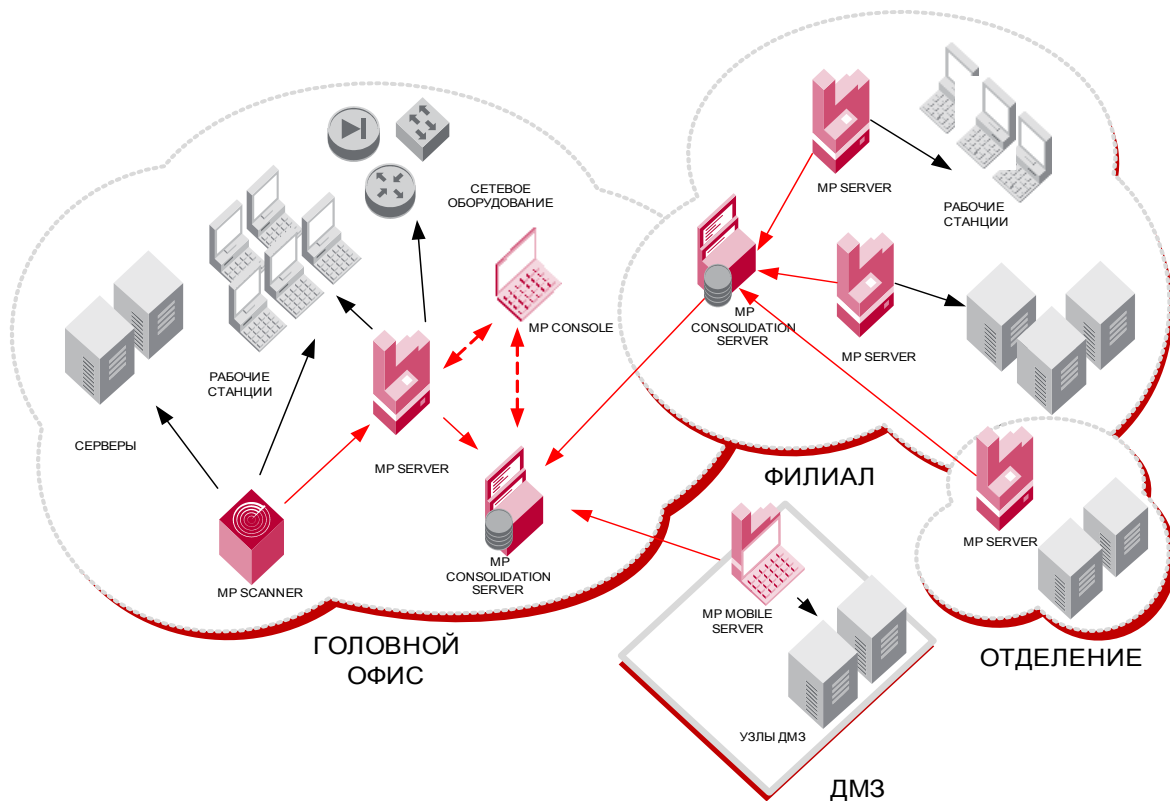 СЕТЕВОЕ
ОБОРУДОВАНИЕ
MP CONSOLE
РАБОЧИЕ
СТАНЦИИ
СЕРВЕРЫ
MP SERVER
MP SCANNER
MP
CONSOLIDATION
SERVER
ГОЛОВНОЙ
ОФИС
MP SERVER
РАБОЧИЕ
СТАНЦИИ
MP
CONSOLIDATION
SERVER
MP SERVER
ФИЛИАЛ
MP SERVER
ОТДЕЛЕНИЕ
MP MOBILE
SERVER
УЗЛЫ ДМЗ
ДМЗ